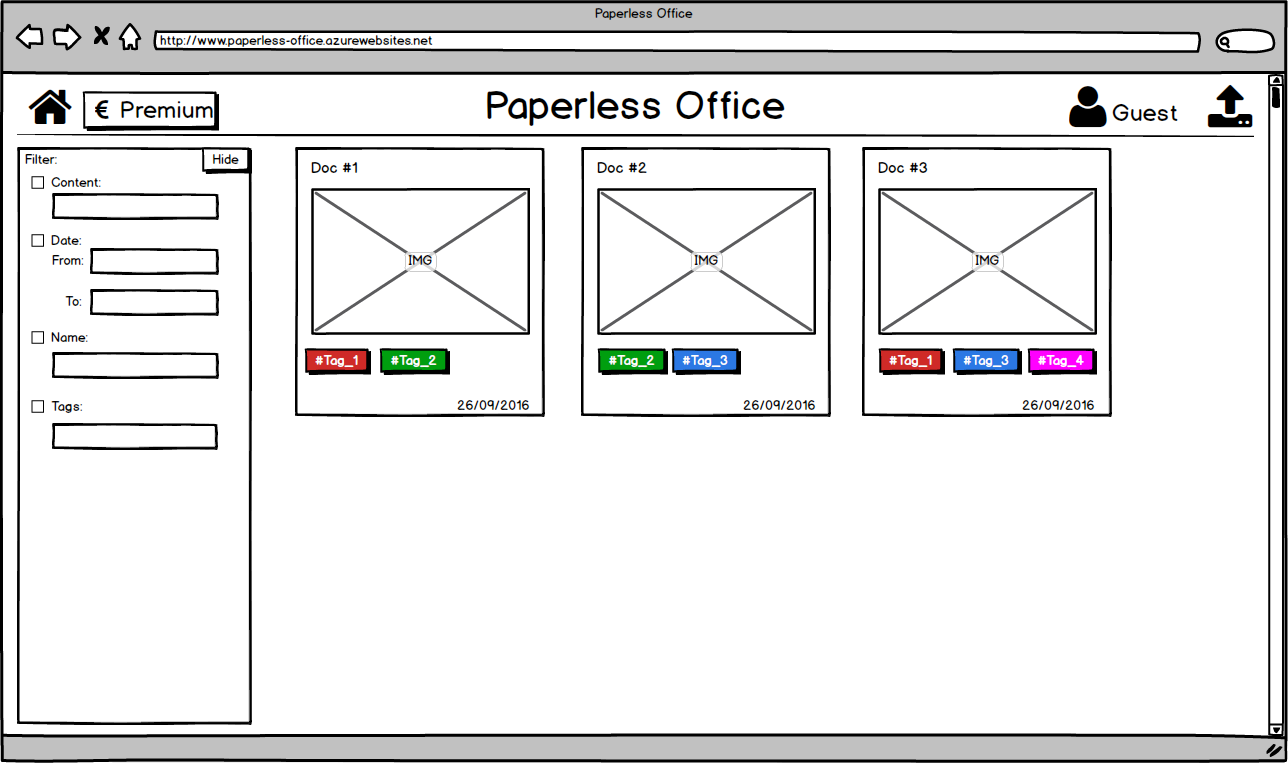 Paperless Office
http://www.paperless-office.azurewebsites.net
€ Premium
Paperless Office
Guest
Filter:
Hide
Content:
Date:
From:
To:
Name:
Tags:
Doc #1
IMG
#Tag_1 #Tag_2
26/09/2016
Doc #2
IMG
#Tag_2 #Tag_3
26/09/2016
Doc #3
IMG
#Tag_1 #Tag_3 #Tag_4
26/09/2016